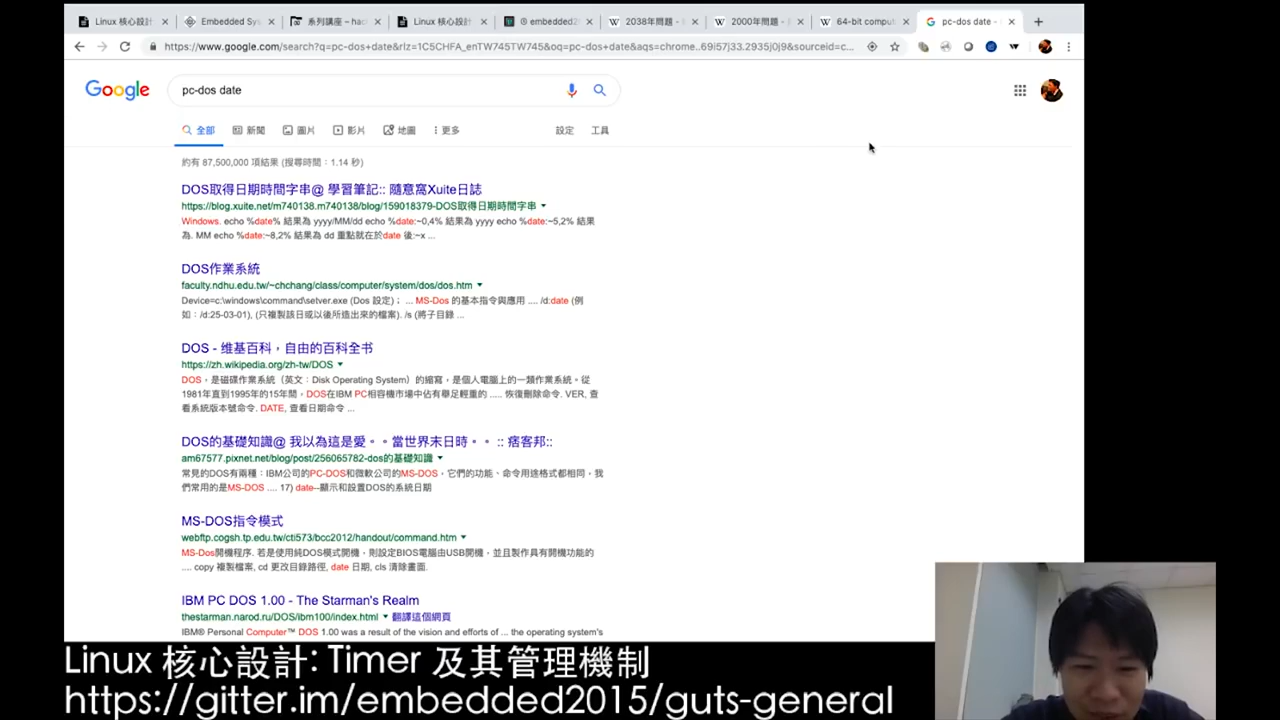 Linux 核心設計:
Embedded Sy
系列講座 – hac
Linux 核心設計
embedded2
2038年問題 -
2000年問題 -
64-bit comput
pc-dos date -
https://www.google.com/search?q=pc-dos+date&rlz=1C5CHFA_enTW745TW745&oq=pc-dos+date&aqs=chrome..69i57j33.2935j0j9&sourceid=c...
Google
pc-dos date
全部
新聞
圖片
影片
地圖
更多
設定
工具
約有 87,500,000 項結果 (搜尋時間：1.14 秒)
DOS取得日期時間字串@ 學習筆記:: 隨意窩Xuite日誌
https://blog.xuite.net/m740138.m740138/blog/159018379-DOS取得日期時間字串
Windows. echo %date% 結果為 yyyy/MM/dd echo %date:~0,4% 結果為 yyyy echo %date:~5,2% 結果
為. MM echo %date:~8,2% 結果為 dd 重點就在於date 後:~x ...
DOS作業系統
faculty.ndhu.edu.tw/~chchang/class/computer/system/dos/dos.htm
Device=c:\windows\command\setver.exe (Dos 設定)； ... MS-Dos 的基本指令與應用 .... /d:date (例
如：/d:25-03-01), (只複製該日或以後所造出來的檔案). /s (將子目錄 ...
DOS - 维基百科，自由的百科全书
https://zh.wikipedia.org/zh-tw/DOS
DOS，是磁碟作業系統（英文：Disk Operating System）的縮寫，是個人電腦上的一類作業系統。從
1981年直到1995年的15年間，DOS在IBM PC相容機市場中佔有舉足輕重的 ..... 恢復刪除命令. VER, 查
看系統版本號命令. DATE, 查看日期命令 ...
DOS的基礎知識@ 我以為這是愛。。當世界末日時。。 :: 痞客邦::
am67577.pixnet.net/blog/post/256065782-dos的基礎知識
常見的DOS有兩種：IBM公司的PC-DOS和微軟公司的MS-DOS，它們的功能、命令用途格式都相同，我
們常用的是MS-DOS .... 17) date--顯示和設置DOS的系統日期
MS-DOS指令模式
webftp.cogsh.tp.edu.tw/cti573/bcc2012/handout/command.htm
MS-Dos開機程序. 若是使用純DOS模式開機，則設定BIOS電腦由USB開機，並且製作具有開機功能的
.... copy 複製檔案, cd 更改目錄路徑, date 日期, cls 清除畫面.
IBM PC DOS 1.00 - The Starman's Realm
thestarman.narod.ru/DOS/ibm100/index.html
翻譯這個網頁
IBM® Personal Computer™ DOS 1.00 was a result of the vision and efforts of ... the operating system's
Linux 核心設計: Timer 及其管理機制
https://gitter.im/embedded2015/guts-general